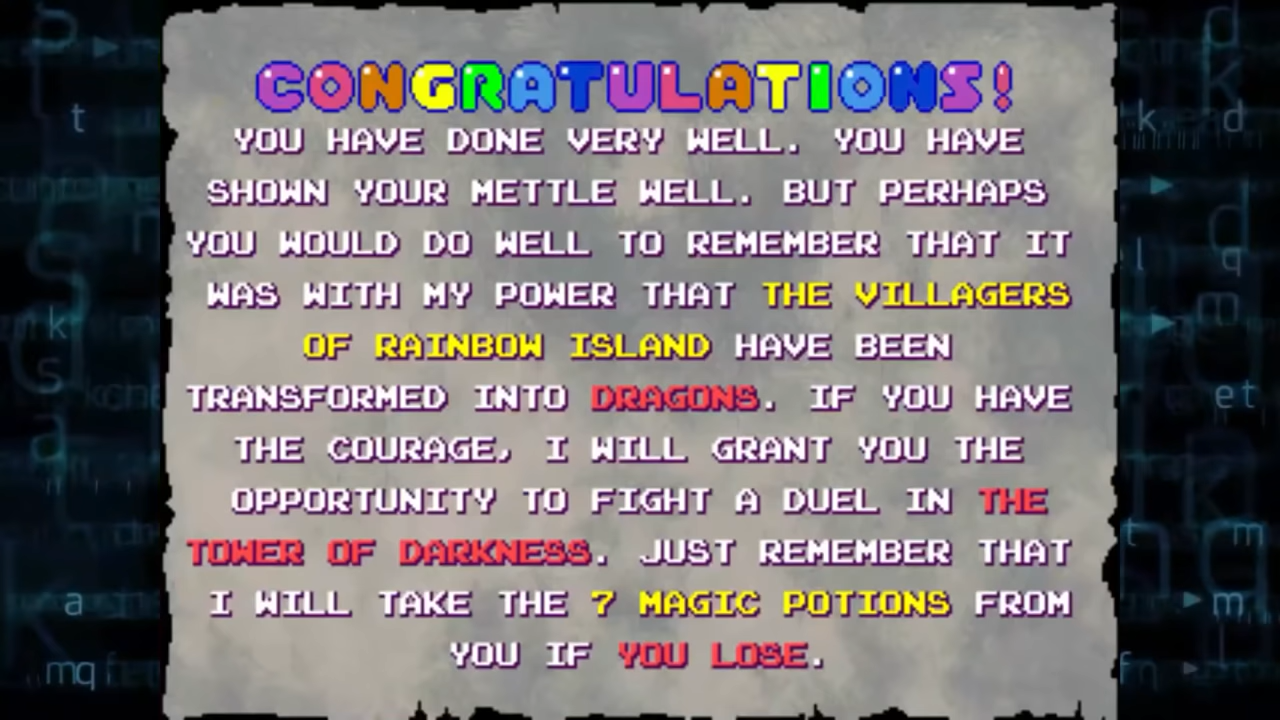 CONGRATULATIONS!
YOU HAVE DONE VERY WELL. YOU HAVE
SHOWN YOUR METTLE WELL. BUT PERHAPS
YOU WOULD DO WELL TO REMEMBER THAT IT
WAS WITH MY POWER THAT THE VILLAGERS
OF RAINBOW ISLAND HAVE BEEN
TRANSFORMED INTO DRAGONS. IF YOU HAVE
THE COURAGE, I WILL GRANT YOU THE
OPPORTUNITY TO FIGHT A DUEL IN THE
TOWER OF DARKNESS. JUST REMEMBER THAT
I WILL TAKE THE 7 MAGIC POTIONS FROM
YOU IF YOU LOSE.